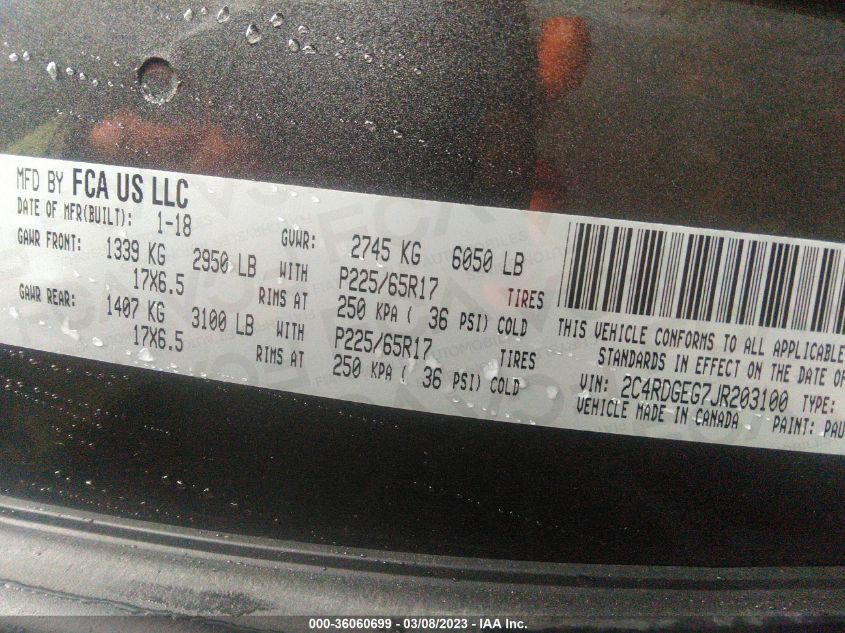 MFD BY FCA US LLC
DATE OF MFR(BUILT): 1-18
GVWR: 2745 KG 6050 LB
GAWR FRONT: 1339 KG 2950 LB WITH P225/65R17 TIRES
17X6.5 RIMS AT 250 KPA ( 36 PSI) COLD
GAWR REAR: 1407 KG 3100 LB WITH P225/65R17 TIRES
17X6.5 RIMS AT 250 KPA ( 36 PSI) COLD
THIS VEHICLE CONFORMS TO ALL APPLICABLE
STANDARDS IN EFFECT ON THE DATE OF
VIN: 2C4RDGEG7JR203100 TYPE:
VEHICLE MADE IN CANADA PAINT: PAU
000-36060699 - 03/08/2023 - IAA Inc.